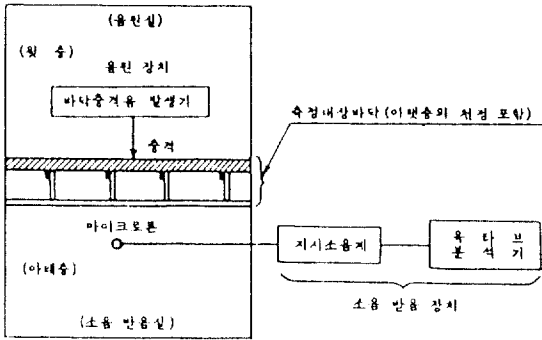 (음원실)
(윗 층)
음원 장치
바닥충격음 발생기
충격
측정대상바닥(아랫층의 천정 포함)
마이크로폰
지시소음계
옥타브
분석기
(아래층)
소음 반음 장치
(소음 반음실)